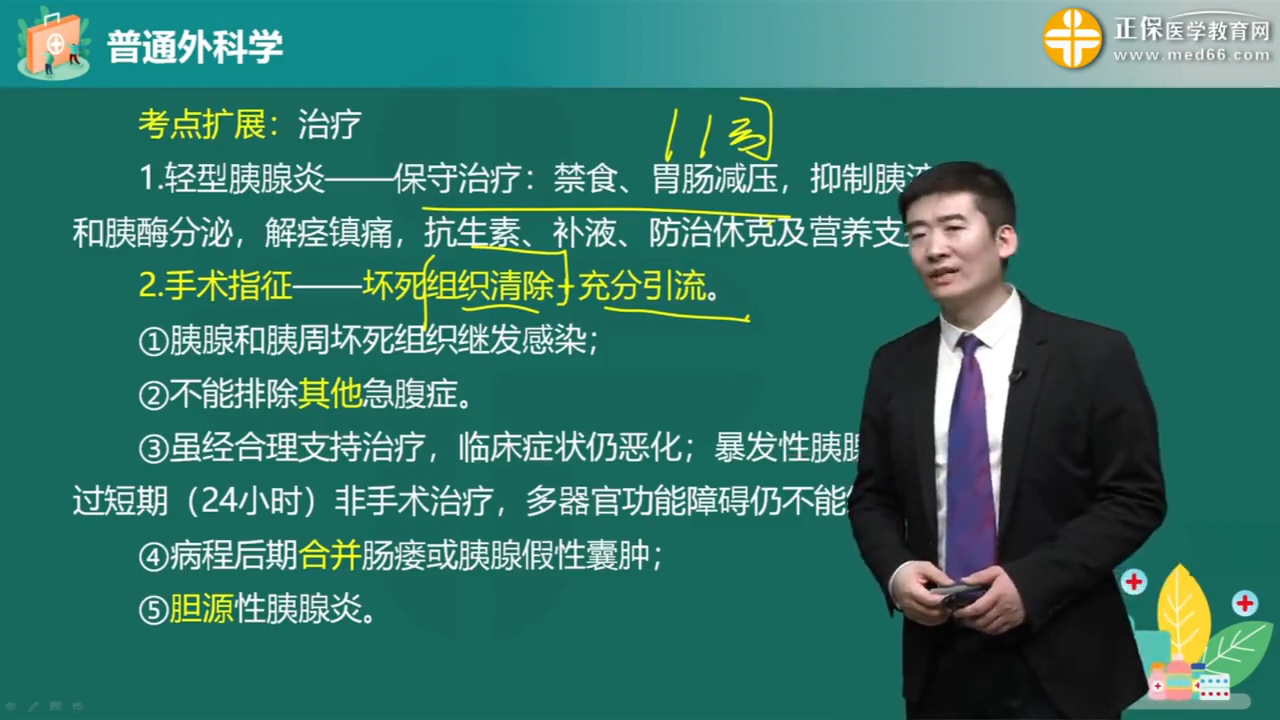 普通外科学
正保医学教育网
www.med66.com
考点扩展：治疗
1.轻型胰腺炎——保守治疗：禁食、胃肠减压，抑制胰液
和胰酶分泌，解痉镇痛，抗生素、补液、防治休克及营养支
2.手术指征——坏死组织清除+充分引流。
①胰腺和胰周坏死组织继发感染；
②不能排除其他急腹症。
③虽经合理支持治疗，临床症状仍恶化；暴发性胰腺
过短期（24小时）非手术治疗，多器官功能障碍仍不能
④病程后期合并肠瘘或胰腺假性囊肿；
⑤胆源性胰腺炎。